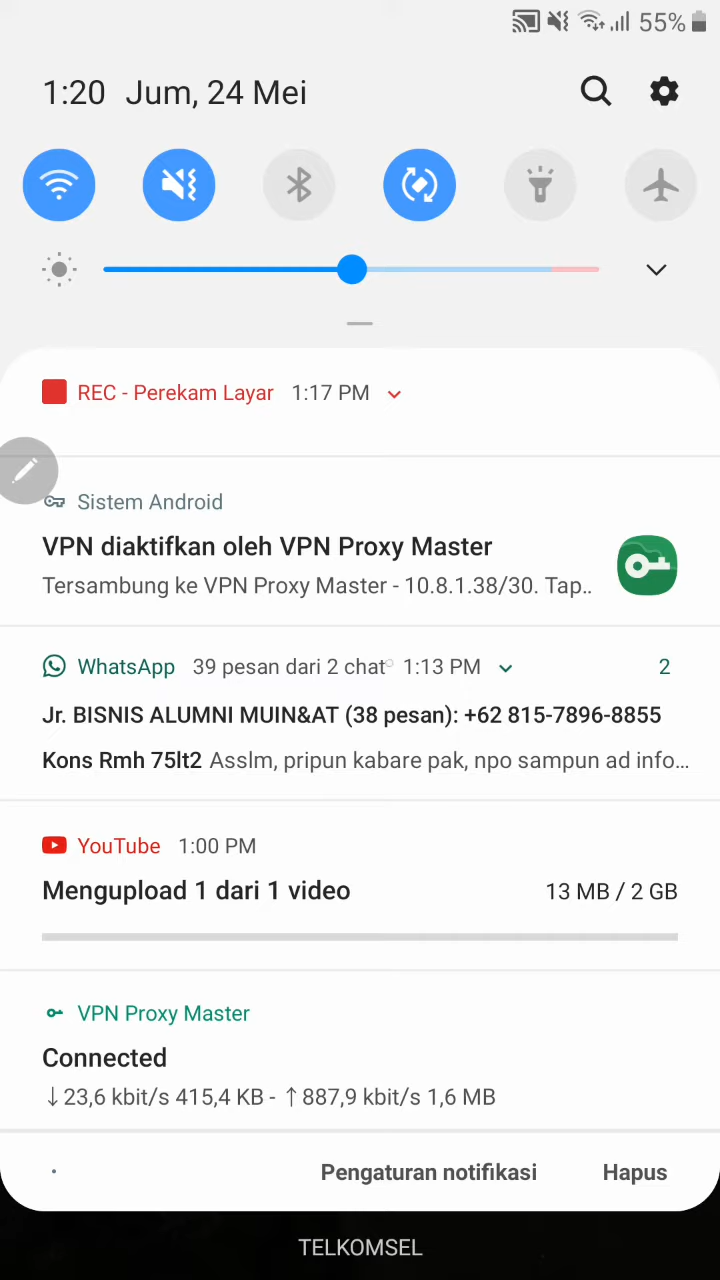 55%
1:20 Jum, 24 Mei
REC - Perekam Layar 1:17 PM
Sistem Android
VPN diaktifkan oleh VPN Proxy Master
Tersambung ke VPN Proxy Master - 10.8.1.38/30. Tap..
WhatsApp 39 pesan dari 2 chat 1:13 PM 2
Jr. BISNIS ALUMNI MUIN&AT (38 pesan): +62 815-7896-8855
Kons Rmh 75lt2 Asslm, pripun kabare pak, npo sampun ad info...
YouTube 1:00 PM
Mengupload 1 dari 1 video 13 MB / 2 GB
VPN Proxy Master
Connected
↓23,6 kbit/s 415,4 KB - ↑887,9 kbit/s 1,6 MB
Pengaturan notifikasi Hapus
TELKOMSEL